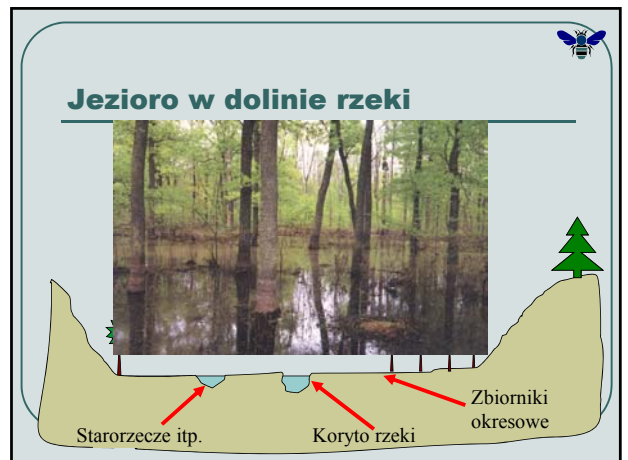 Jezioro w dolinie rzeki
Zbiorniki
okresowe
Starorzecze itp.
Koryto rzeki